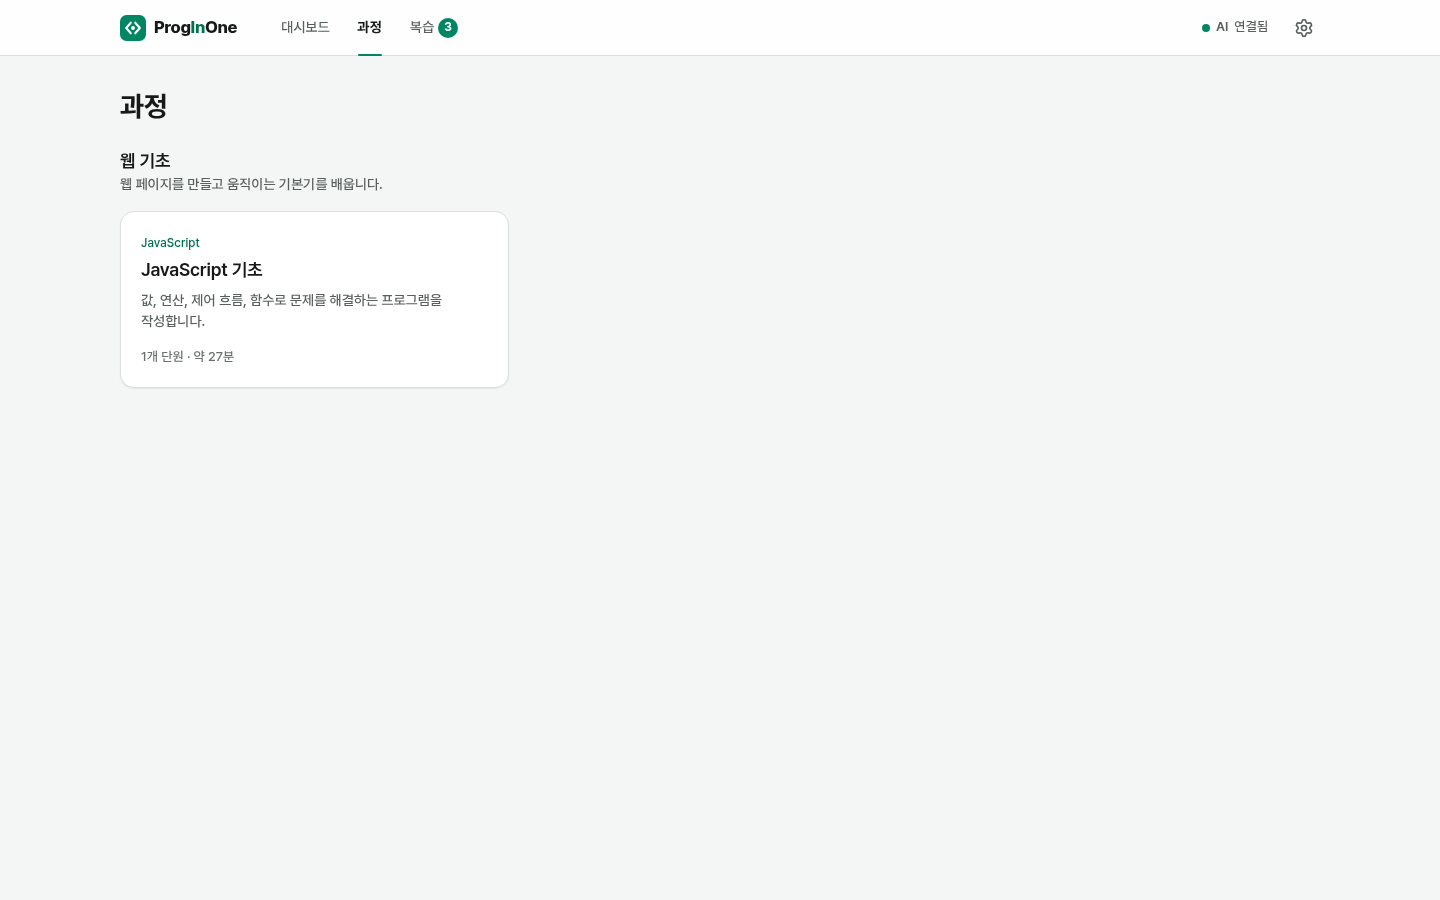 ProgInOne
대시보드
과정
복습 3
AI 연결됨
과정
웹 기초
웹 페이지를 만들고 움직이는 기본기를 배웁니다.
JavaScript
JavaScript 기초
값, 연산, 제어 흐름, 함수로 문제를 해결하는 프로그램을
작성합니다.
1개 단원 · 약 27분